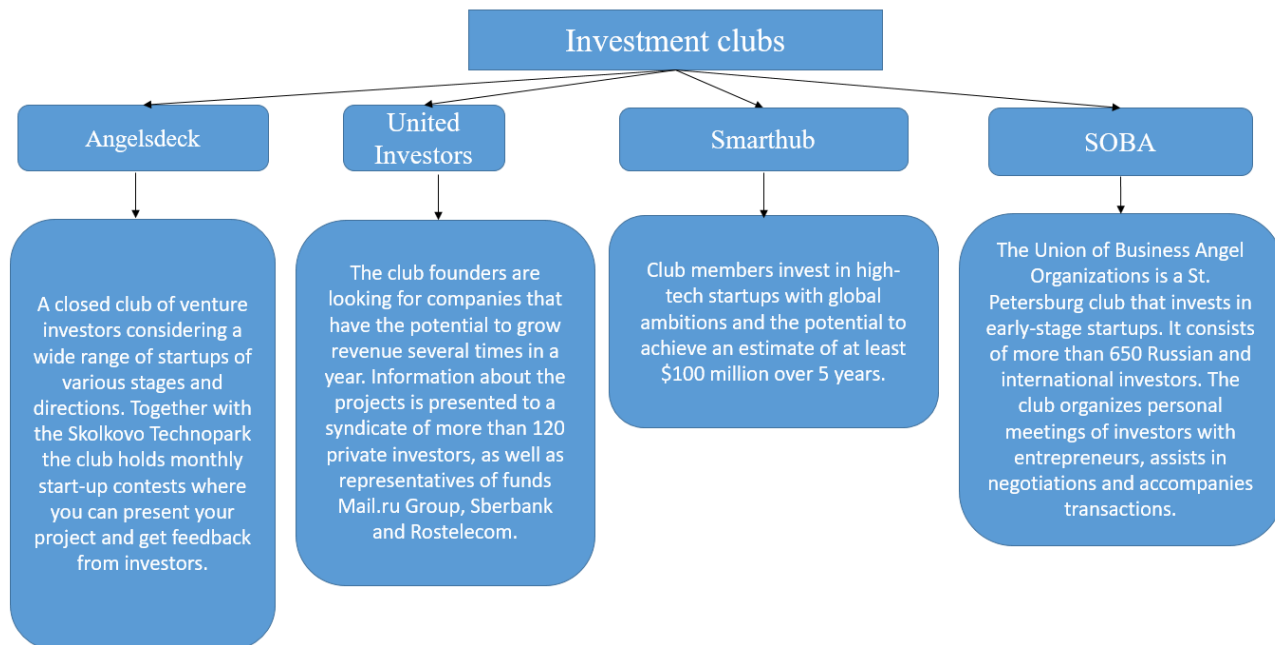 Investment clubs
Angelsdeck
United
Investors
Smarthub
SOBA
A closed club of venture
investors considering a
wide range of startups of
various stages and
directions. Together with
the Skolkovo Technopark
the club holds monthly
start-up contests where
you can present your
project and get feedback
from investors.
The club founders are
looking for companies that
have the potential to grow
revenue several times in a
year. Information about the
projects is presented to a
syndicate of more than 120
private investors, as well as
representatives of funds
Mail.ru Group, Sberbank
and Rostelecom.
Club members invest in high-
tech startups with global
ambitions and the potential to
achieve an estimate of at least
$100 million over 5 years.
The Union of Business Angel
Organizations is a St.
Petersburg club that invests in
early-stage startups. It consists
of more than 650 Russian and
international investors. The
club organizes personal
meetings of investors with
entrepreneurs, assists in
negotiations and accompanies
transactions.